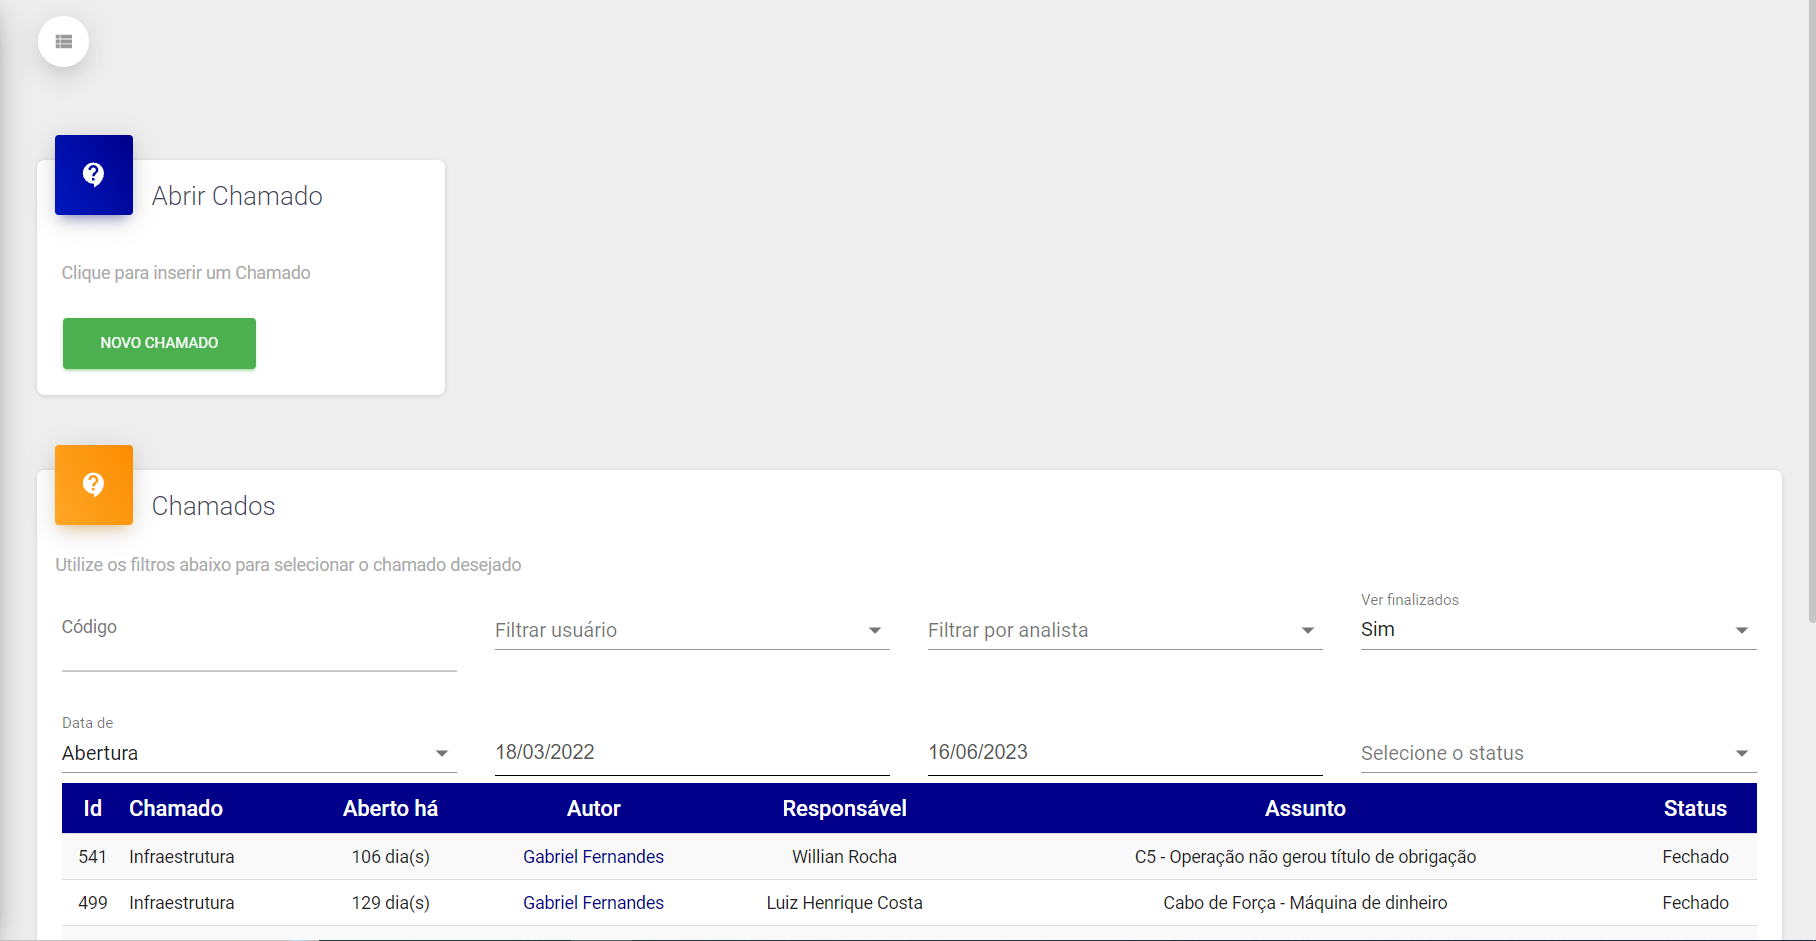 Abrir Chamado
Clique para inserir um Chamado
NOVO CHAMADO
Chamados
Utilize os filtros abaixo para selecionar o chamado desejado
Ver finalizados
Código Filtrar usuário Filtrar por analista Sim
Data de
Abertura 18/03/2022 16/06/2023 Selecione o status
Id Chamado Aberto há Autor Responsável Assunto Status
541 Infraestrutura 106 dia(s) Gabriel Fernandes Willian Rocha C5 - Operação não gerou título de obrigação Fechado
499 Infraestrutura 129 dia(s) Gabriel Fernandes Luiz Henrique Costa Cabo de Força - Máquina de dinheiro Fechado